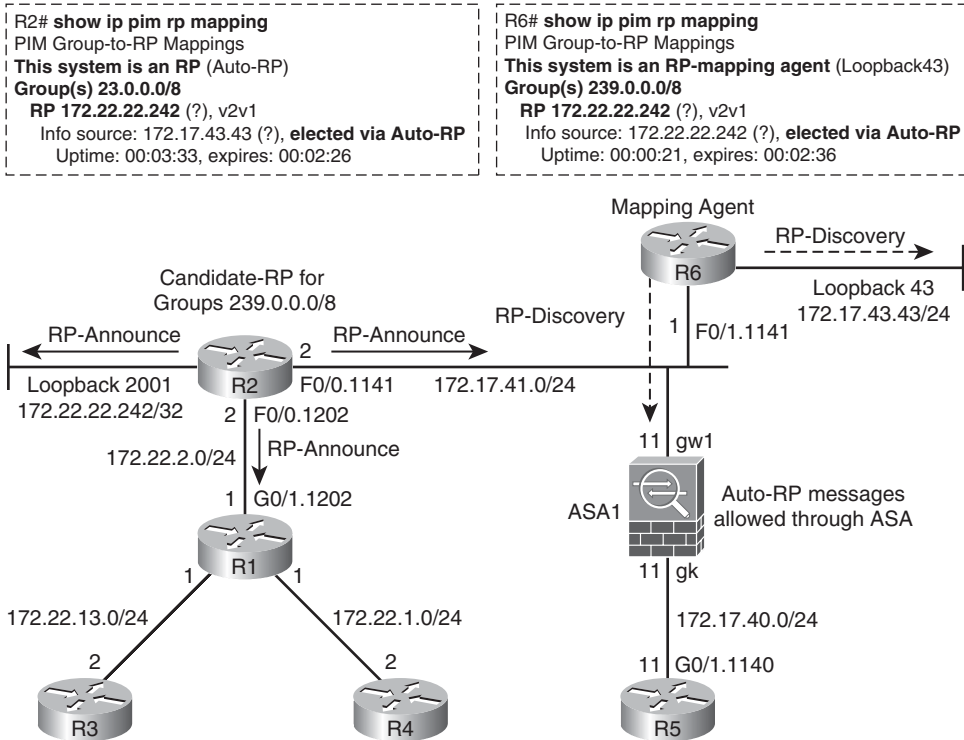 R2# show ip pim rp mapping
PIM Group-to-RP Mappings
This system is an RP (Auto-RP)
Group(s) 23.0.0.0/8
RP 172.22.22.242 (?), v2v1
Info source: 172.17.43.43 (?), elected via Auto-RP
Uptime: 00:03:33, expires: 00:02:26
R6# show ip pim rp mapping
PIM Group-to-RP Mappings
This system is an RP-mapping agent (Loopback43)
Group(s) 239.0.0.0/8
RP 172.22.22.242 (?), v2v1
Info source: 172.22.22.242 (?), elected via Auto-RP
Uptime: 00:00:21, expires: 00:02:36
Mapping Agent
RP-Discovery
R6
Loopback 43
172.17.43.43/24
Candidate-RP for
Groups 239.0.0.0/8
RP-Discovery
1
F0/1.1141
RP-Announce
RP-Announce
2
R2
Loopback 2001
172.22.22.242/32
F0/0.1141
172.17.41.0/24
2
F0/0.1202
RP-Announce
172.22.2.0/24
1
G0/1.1202
11
gw1
ASA1
Auto-RP messages
allowed through ASA
11
gk
R1
1
1
172.22.13.0/24
172.22.1.0/24
172.17.40.0/24
2
2
11
G0/1.1140
R3
R4
R5